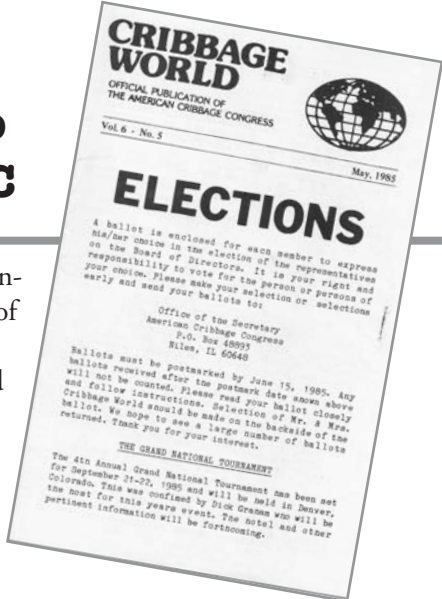 CRIBBAGE
WORLD
OFFICIAL PUBLICATION OF
THE AMERICAN CRIBBAGE CONGRESS
Vol. 6 - No. 5
May, 1985
ELECTIONS
A ballot is enclosed for each member to express
his/her choice in the election of the representatives
on the Board of Directors. It is your right and
responsibility to vote for the person or persons of
your choice. Please make your selection or selections
early and send your ballots to:
Office of the Secretary
American Cribbage Congress
P.O. Box 48893
Niles, IL 60648
Ballots must be postmarked by June 15, 1985. Any
ballots received after the postmark date shown above
will not be counted. Please read your ballot closely
and follow instructions. Selection of Mr. & Mrs.
Cribbage World should be made on the backside of the
ballot. We hope to see a large number of ballots
returned. Thank you for your interest.
THE GRAND NATIONAL TOURNAMENT
The 4th Annual Grand National Tournament has been set
for September 21-22, 1985 and will be held in Denver,
Colorado. This was confimed by Dick Graham who will be
the host for this years event. The hotel and other
pertinent information will be forthcoming.
C
n-
of